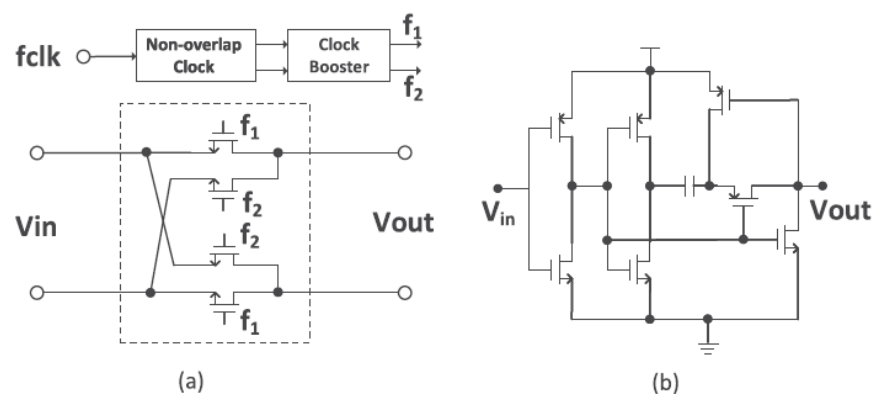 fclk
Non-overlap
Clock
Clock
Booster
f1
f2
f1
f2
f2
f1
Vin
Vout
(a)
Vin
Vout
(b)